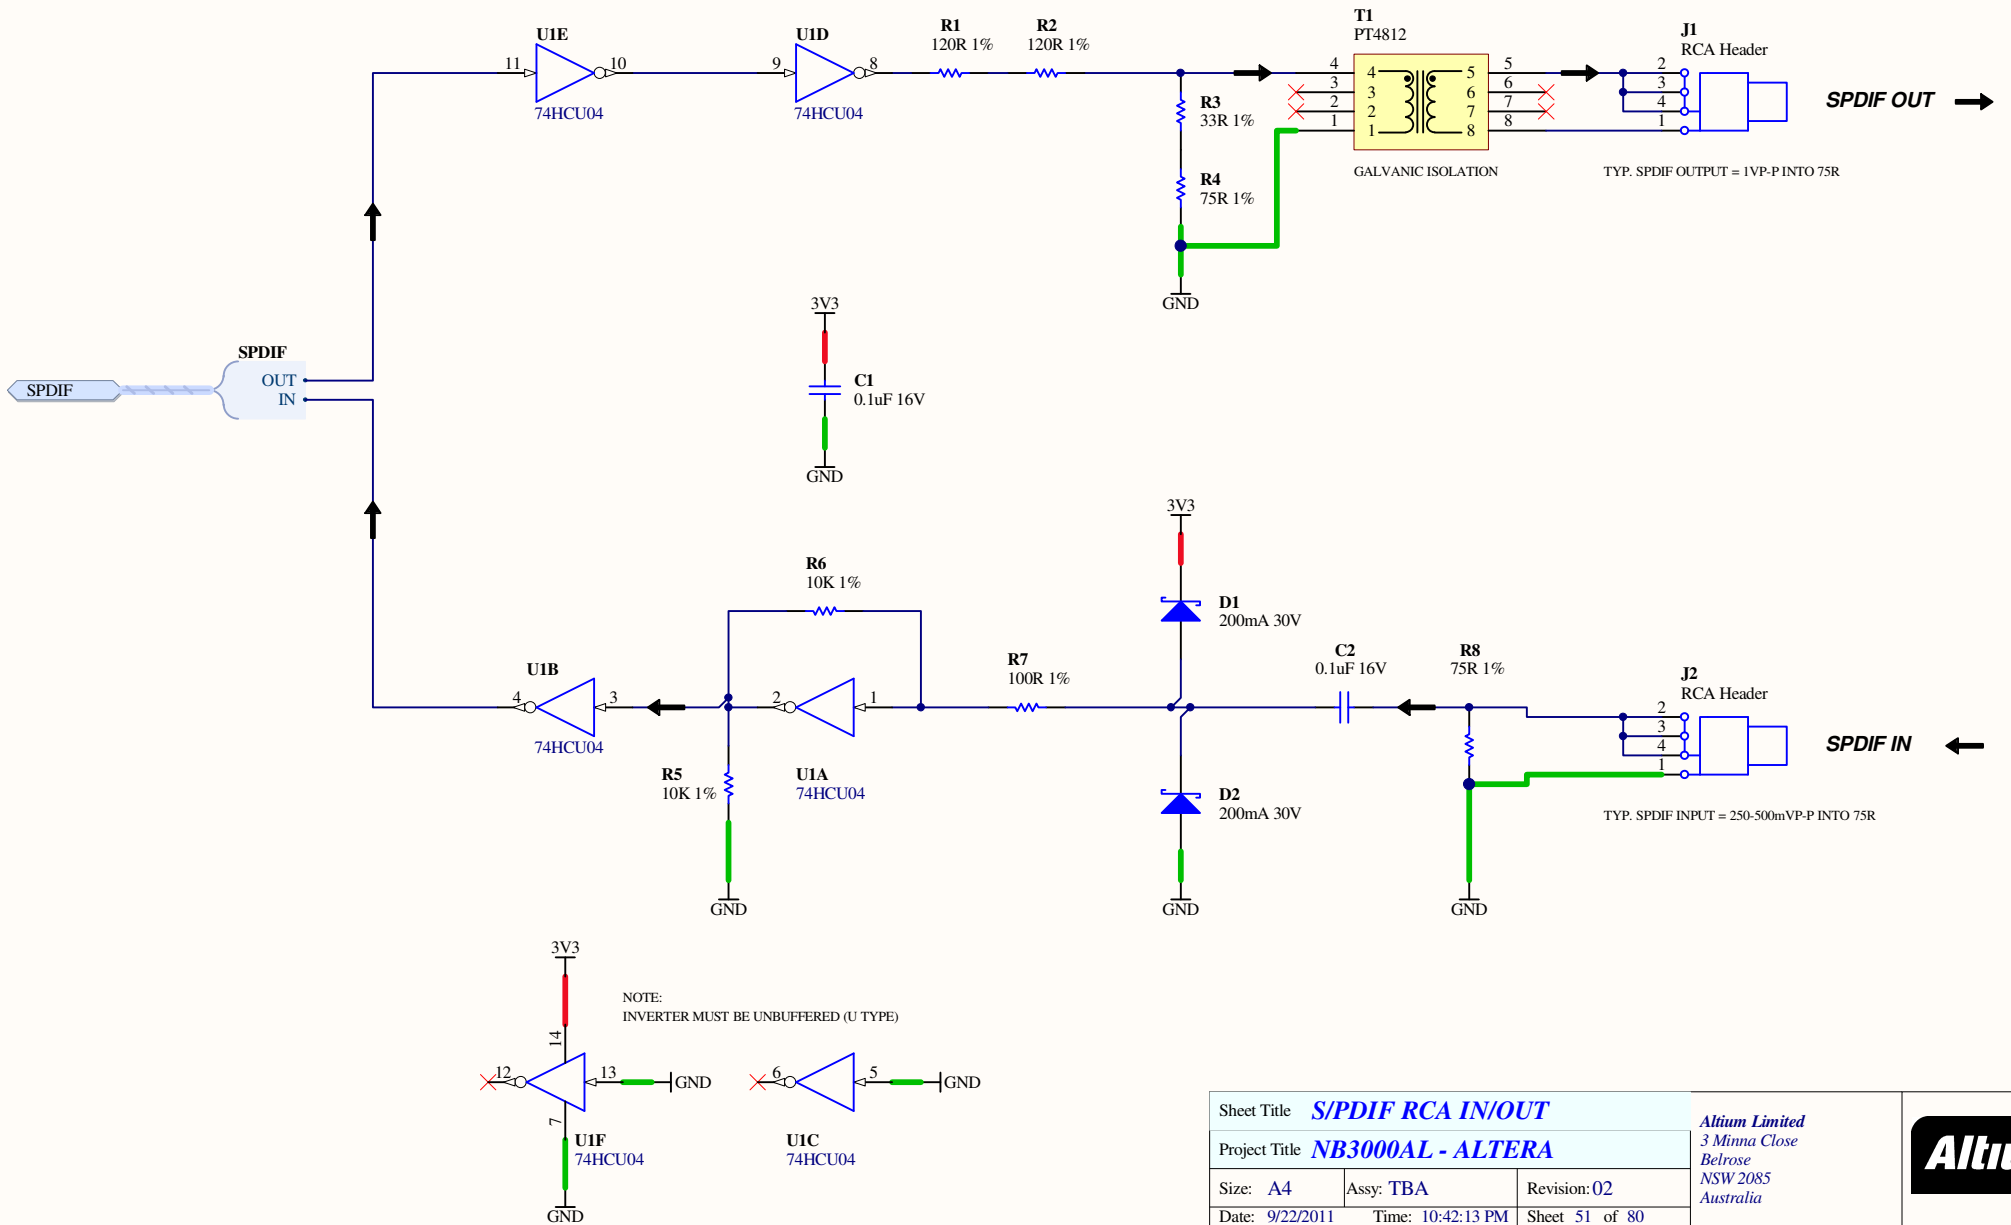 U1E
11
10
74HCU04
U1D
9
8
74HCU04
R1
120R 1%
R2
120R 1%
R3
33R 1%
R4
75R 1%
GND
T1
PT4812
4
3
2
1
4
3
2
1
5
6
7
8
5
6
7
8
GALVANIC ISOLATION
J1
RCA Header
2
3
4
1
SPDIF OUT
TYP. SPDIF OUTPUT = 1VP-P INTO 75R
SPDIF
SPDIF
OUT
IN
3V3
C1
0.1uF 16V
GND
3V3
D1
200mA 30V
D2
200mA 30V
GND
R6
10K 1%
U1B
4
3
74HCU04
2
1
U1A
74HCU04
R5
10K 1%
GND
R7
100R 1%
C2
0.1uF 16V
R8
75R 1%
GND
J2
RCA Header
2
3
4
1
SPDIF IN
TYP. SPDIF INPUT = 250-500mVP-P INTO 75R
3V3
NOTE:
INVERTER MUST BE UNBUFFERED (U TYPE)
14
12
13
GND
7
U1F
74HCU04
GND
6
5
GND
U1C
74HCU04
Sheet Title S/PDIF RCA IN/OUT
Project Title NB3000AL - ALTERA
Size: A4 Assy: TBA Revision: 02
Date: 9/22/2011 Time: 10:42:13 PM Sheet 51 of 80
Altium Limited
3 Minna Close
Belrose
NSW 2085
Australia